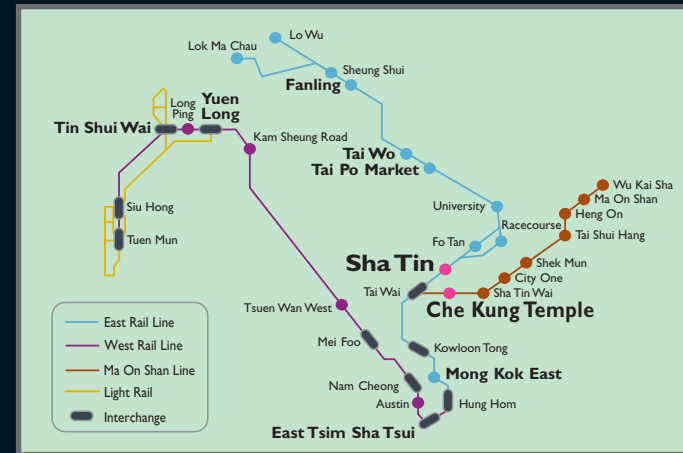 Lo Wu
Lok Ma Chau
Sheung Shui
Fanling
Long
Ping
Yuen
Long
Tin Shui Wai
Kam Sheung Road
Tai Wo
Tai Po Market
Wu Kai Sha
Ma On Shan
Siu Hong
University
Heng On
Racecourse
Tuen Mun
Fo Tan
Tai Shui Hang
Sha Tin
Shek Mun
City One
Tai Wai
Sha Tin Wai
Tsuen Wan West
Che Kung Temple
East Rail Line
West Rail Line
Ma On Shan Line
Light Rail
Interchange
Mei Foo
Kowloon Tong
Nam Cheong
Mong Kok East
Austin
Hung Hom
East Tsim Sha Tsui